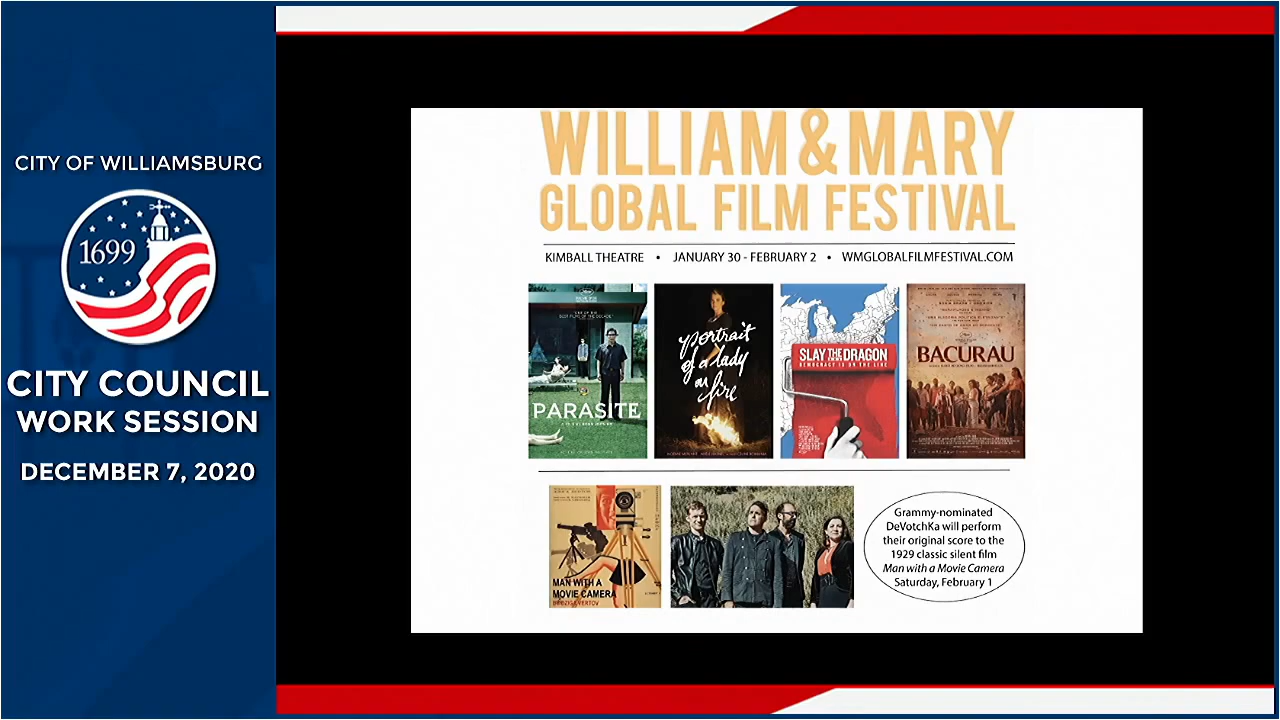 CITY OF WILLIAMSBURG
1699
CITY COUNCIL
WORK SESSION
DECEMBER 7, 2020
WILLIAM & MARY
GLOBAL FILM FESTIVAL
KIMBALL THEATRE • JANUARY 30 - FEBRUARY 2 • WMGLOBALFILMFESTIVAL.COM
PARASITE
portrait
of a lady
on
fire
SLAY THE DRAGON
DEMOCRACY IS ON THE LINE
BACURAU
MAN WITH A
MOVIE CAMERA
BY DZIGA VERTOV
Grammy-nominated
DeVotchKa will perform
their original score to the
1929 classic silent film
Man with a Movie Camera
Saturday, February 1